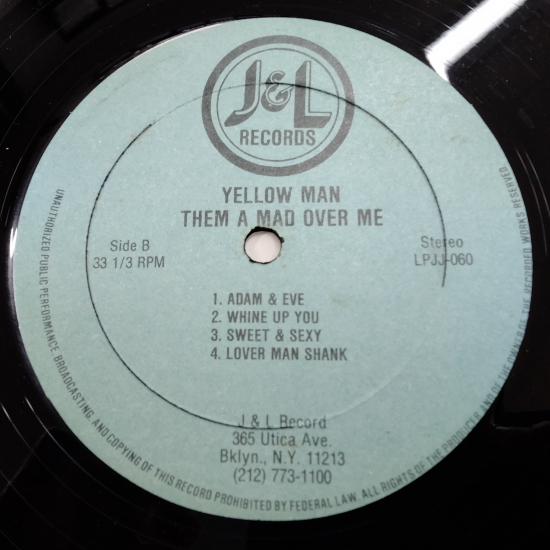 J&L
RECORDS
YELLOW MAN
THEM A MAD OVER ME
Side B
33 1/3 RPM
Stereo
LPJJ-060
1. ADAM & EVE
2. WHINE UP YOU
3. SWEET & SEXY
4. LOVER MAN SHANK
J & L Record
365 Utica Ave.
Bklyn., N.Y. 11213
(212) 773-1100
UNAUTHORIZED PUBLIC PERFORMANCE, BROADCASTING, AND COPYING OF THIS RECORD PROHIBITED BY FEDERAL LAW. ALL RIGHTS OF THE PRODUCER AND OF THE OWNER OF THE RECORDED WORKS RESERVED